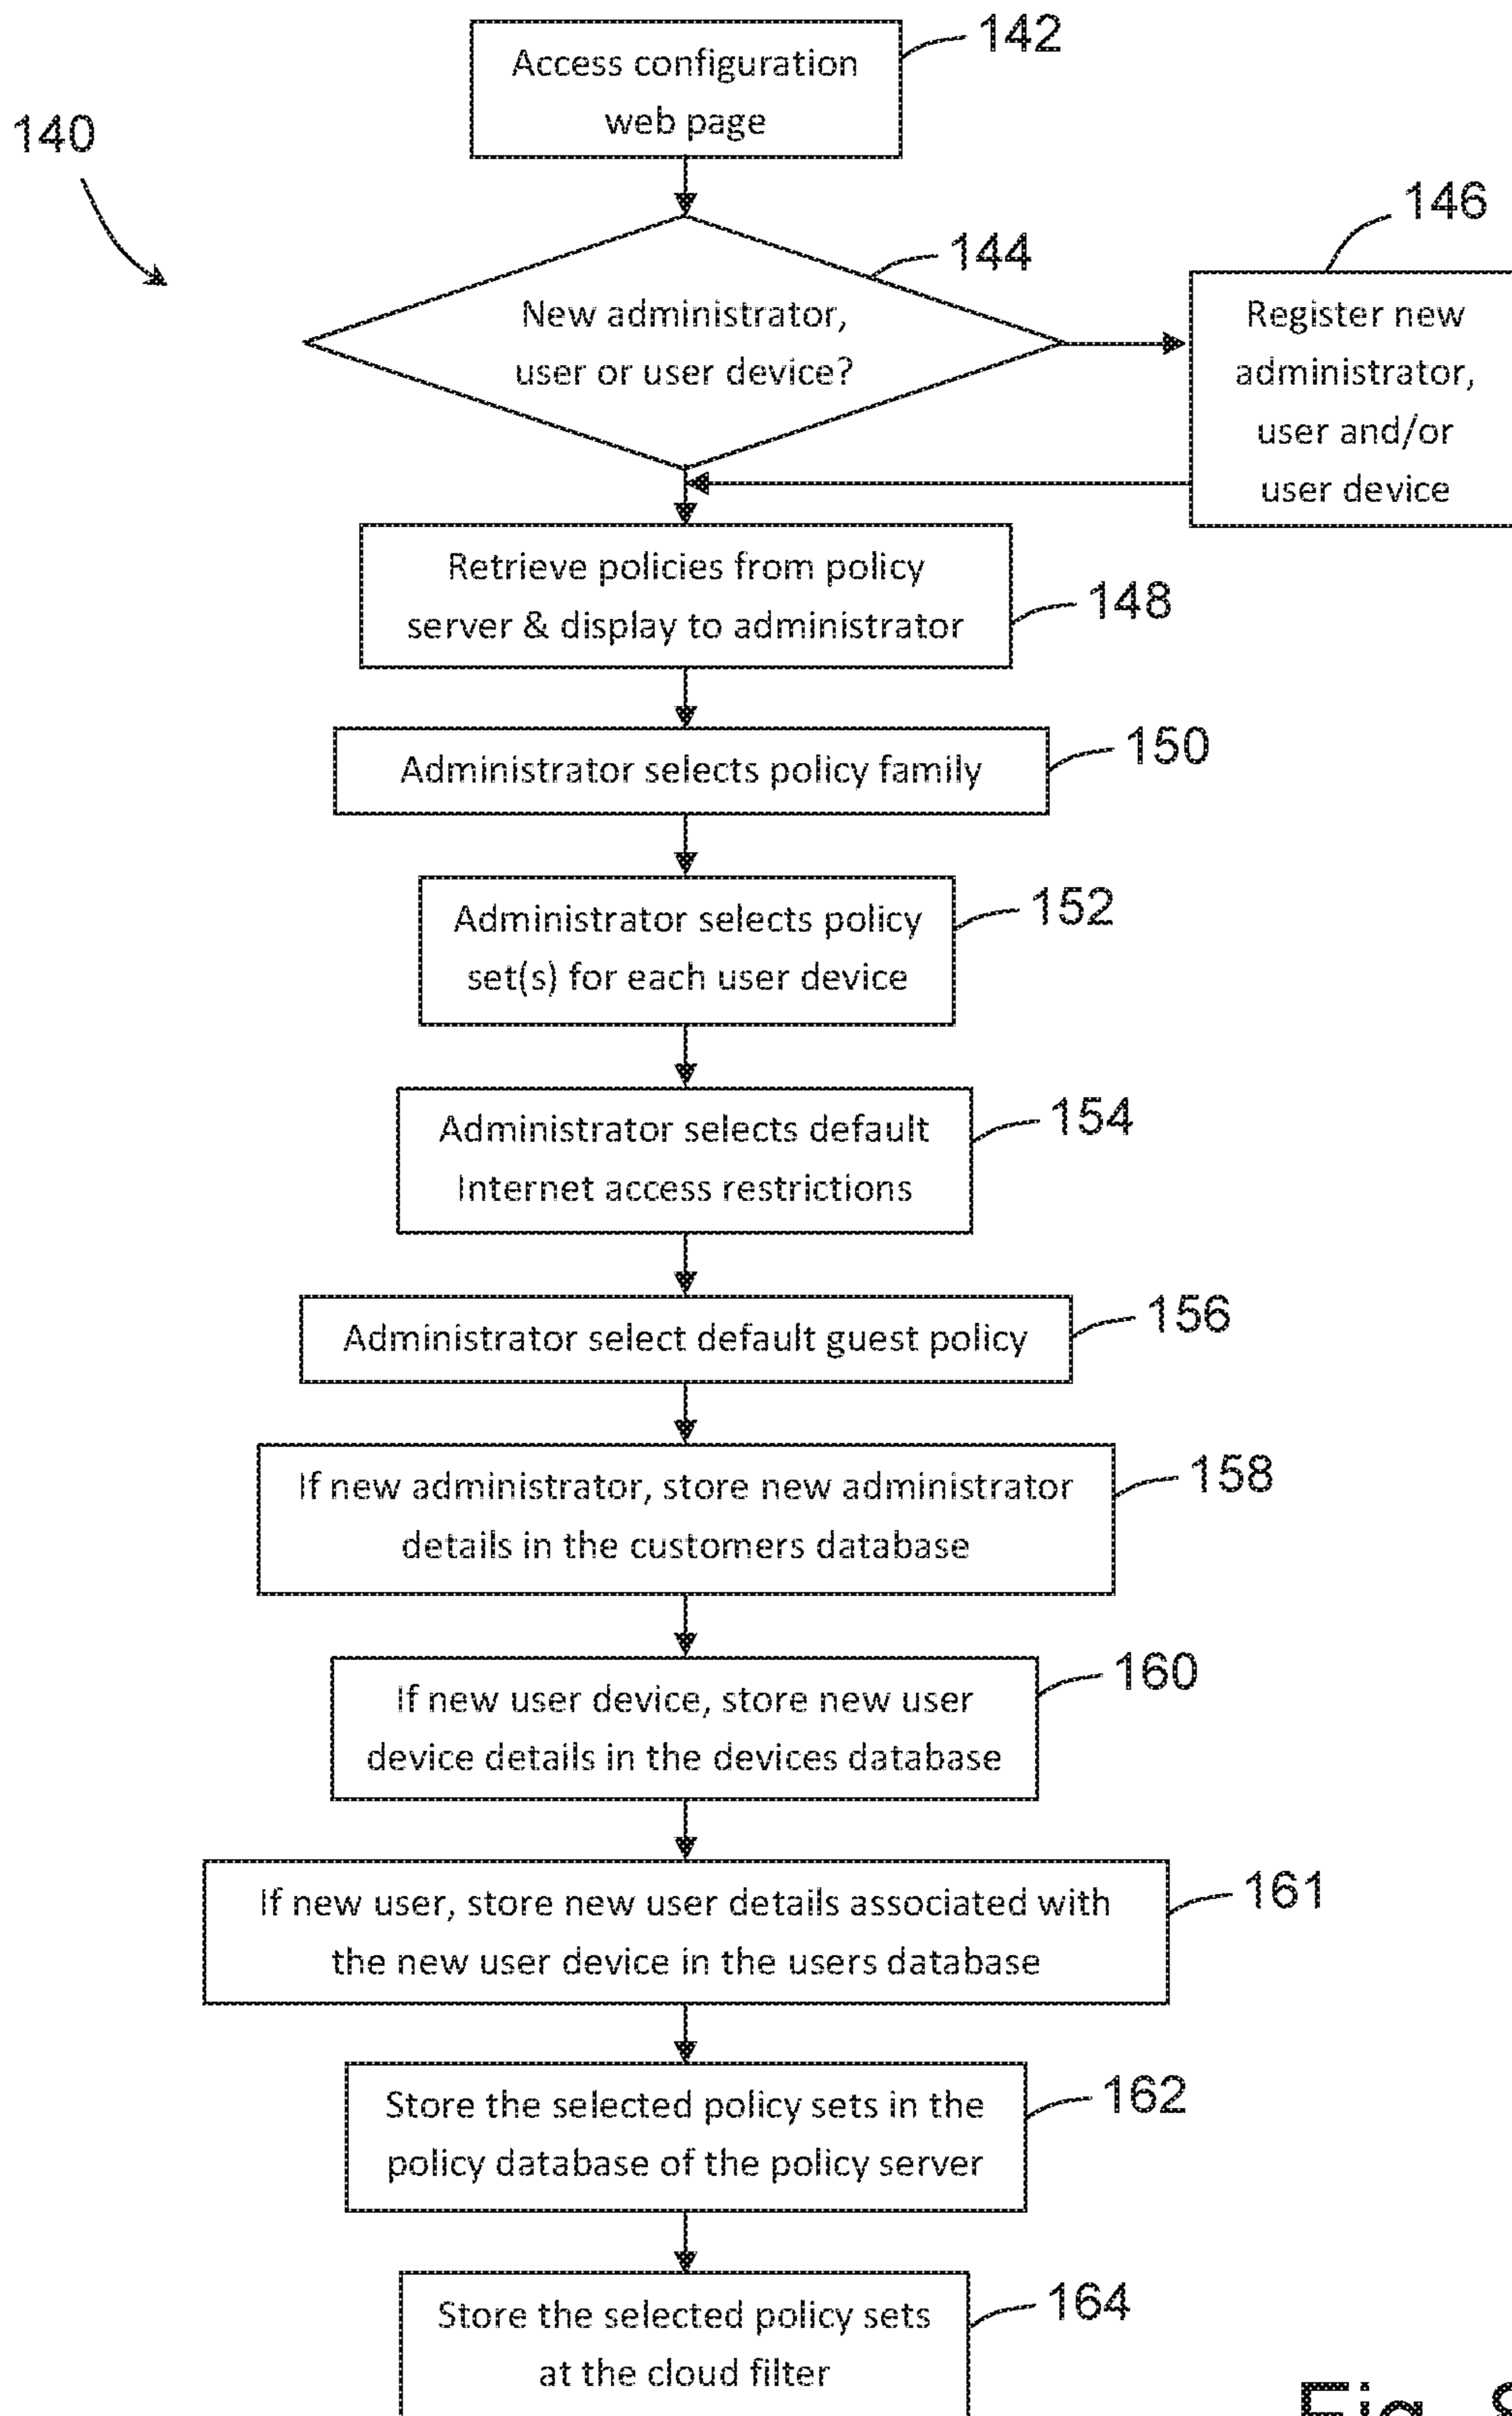 142
Access configuration
web page
140
146
144
New administrator,
user or user device?
Register new
administrator,
user and/or
user device
Retrieve policies from policy
server & display to administrator
148
Administrator selects policy family
150
Administrator selects policy
set(s) for each user device
152
Administrator selects default
Internet access restrictions
154
Administrator select default guest policy
156
If new administrator, store new administrator
details in the customers database
158
If new user device, store new user
device details in the devices database
160
If new user, store new user details associated with
the new user device in the users database
161
Store the selected policy sets in the
policy database of the policy server
162
Store the selected policy sets
at the cloud filter
164
Fig.